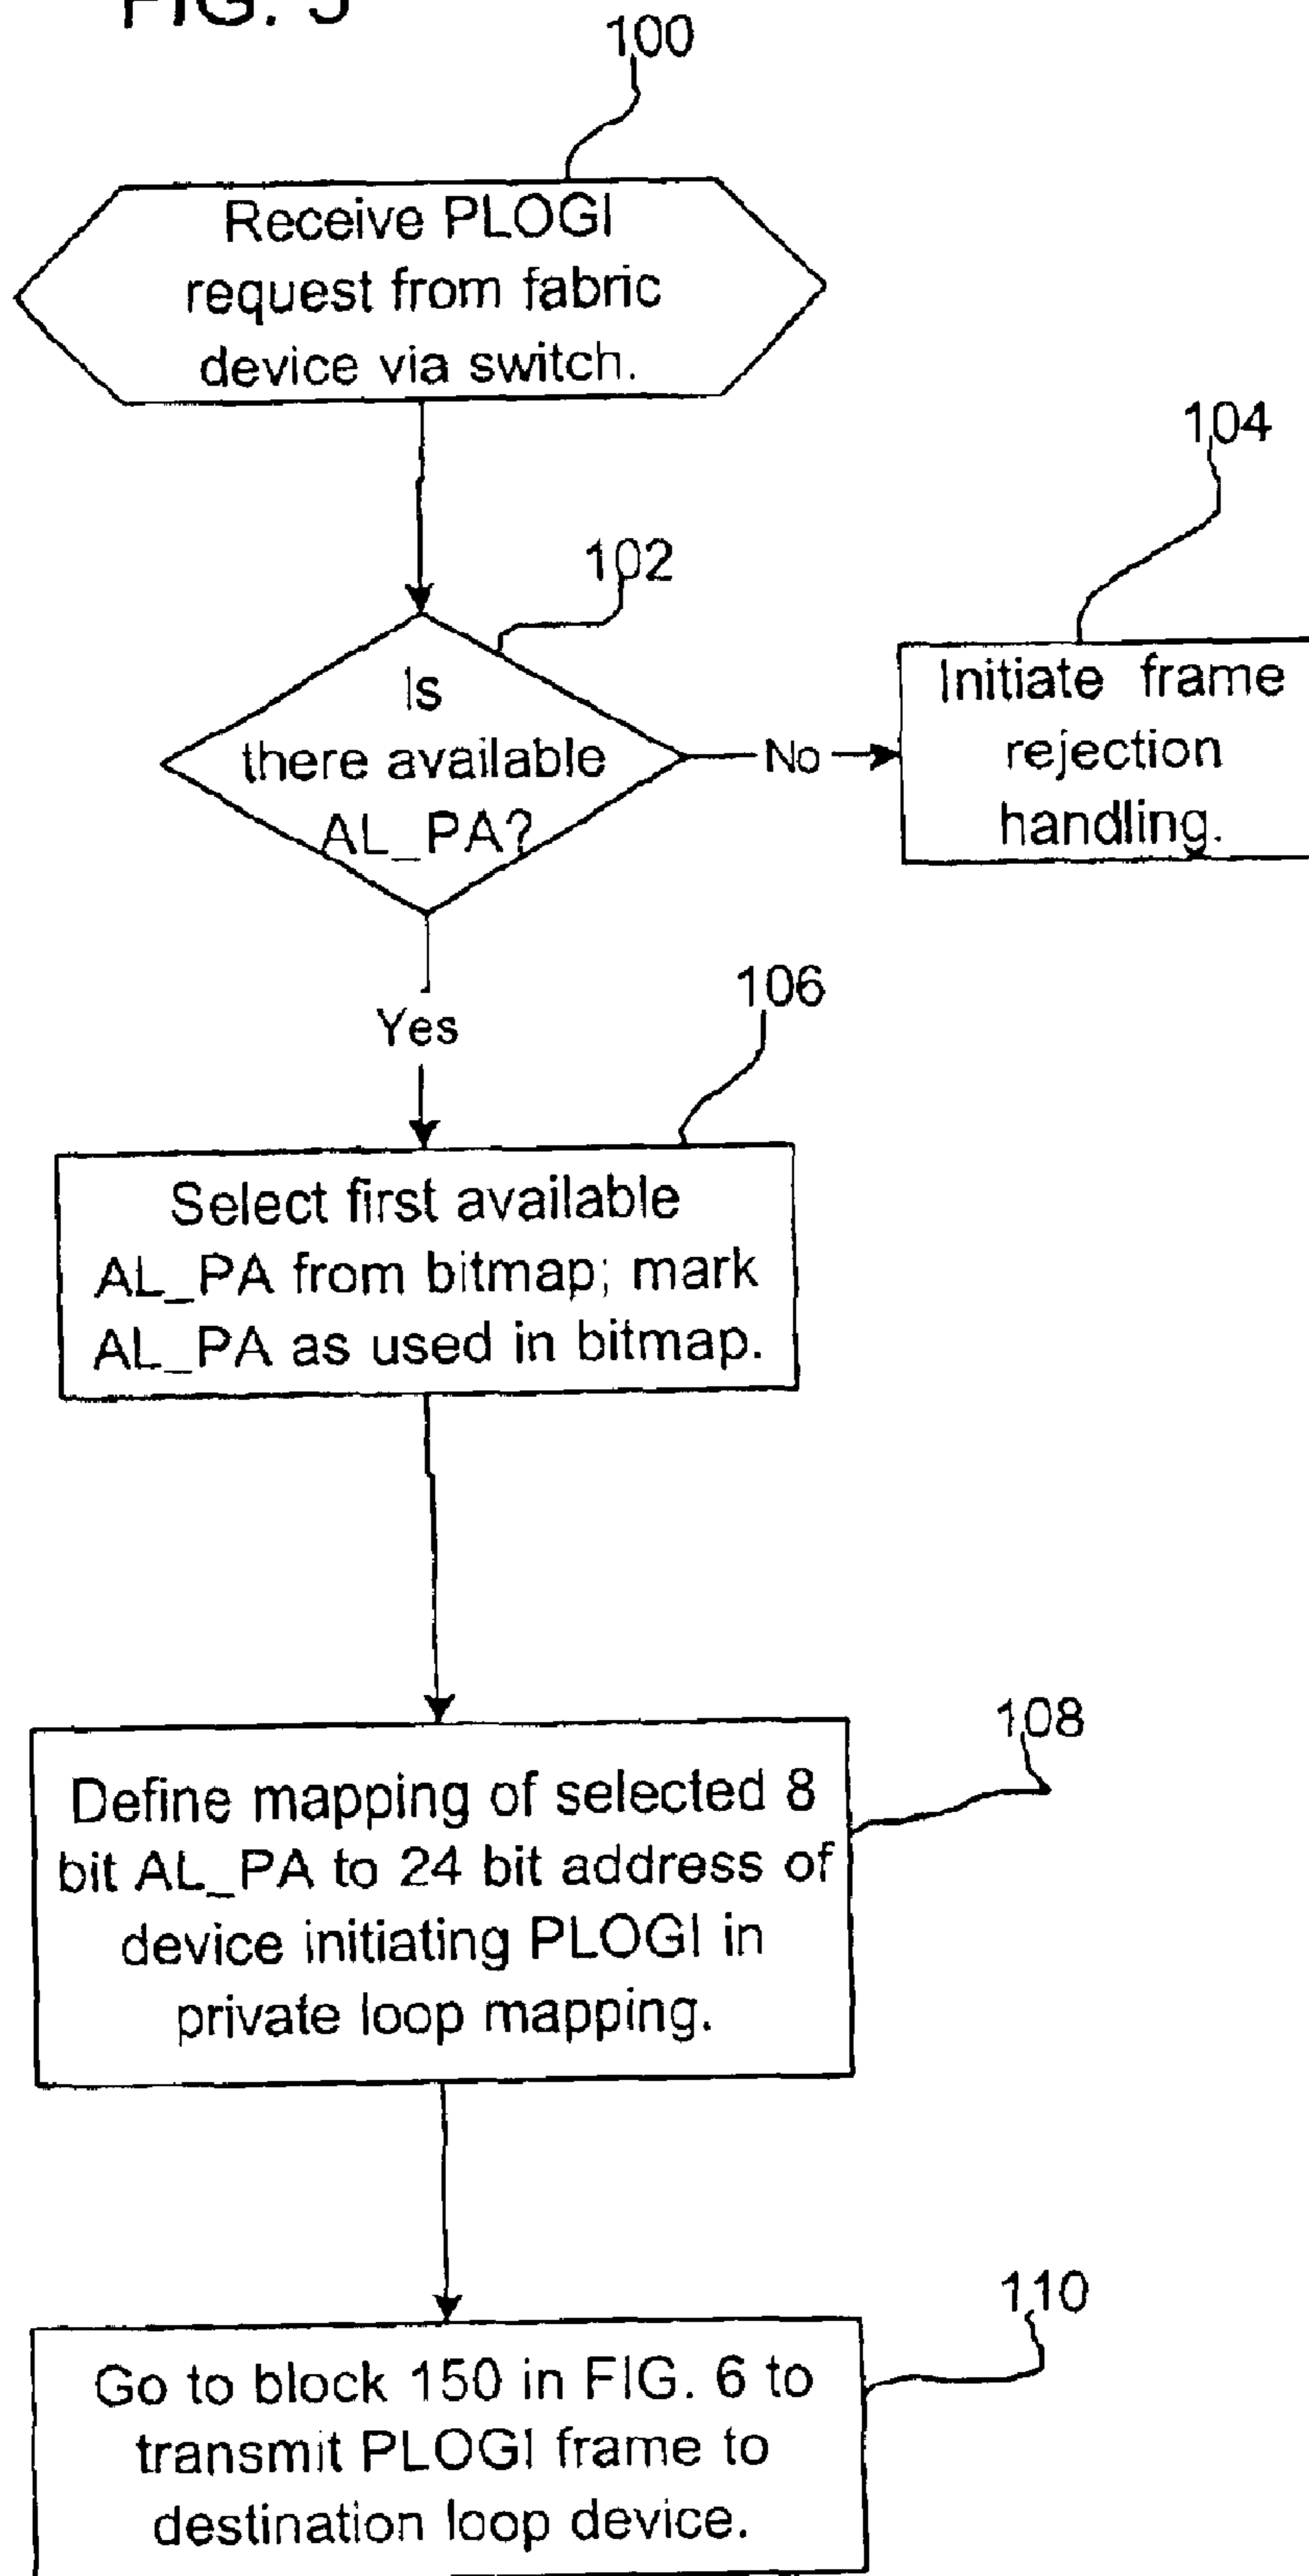 FIG. 5
100
Receive PLOGI
request from fabric
device via switch.
104
102
Is
there available
AL_PA?
No
Initiate frame
rejection
handling.
Yes
106
Select first available
AL_PA from bitmap; mark
AL_PA as used in bitmap.
108
Define mapping of selected 8
bit AL_PA to 24 bit address of
device initiating PLOGI in
private loop mapping.
110
Go to block 150 in FIG. 6 to
transmit PLOGI frame to
destination loop device.